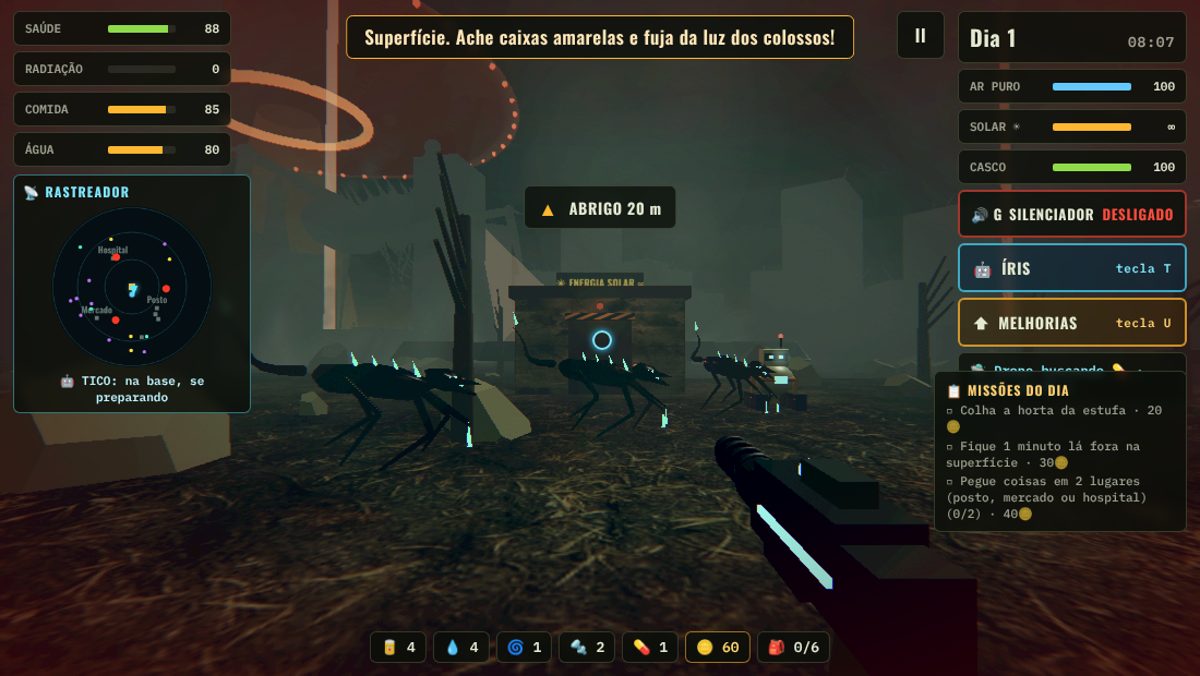 SAÚDE 88
RADIAÇÃO 0
COMIDA 85
ÁGUA 80
RASTREADOR
Hospital
Posto
Mercado
TICO: na base, se
preparando
Superfície. Ache caixas amarelas e fuja da luz dos colossos!
ABRIGO 20 m
ENERGIA SOLAR
Dia 1 08:07
AR PURO 100
SOLAR ☀ ∞
CASCO 100
G SILENCIADOR DESLIGADO
ÍRIS tecla T
MELHORIAS tecla U
Drone buscando
MISSÕES DO DIA
▫ Colha a horta da estufa · 20
▫ Fique 1 minuto lá fora na
superfície · 30
▫ Pegue coisas em 2 lugares
(posto, mercado ou hospital)
(0/2) · 40
4 4 1 2 1 60 0/6